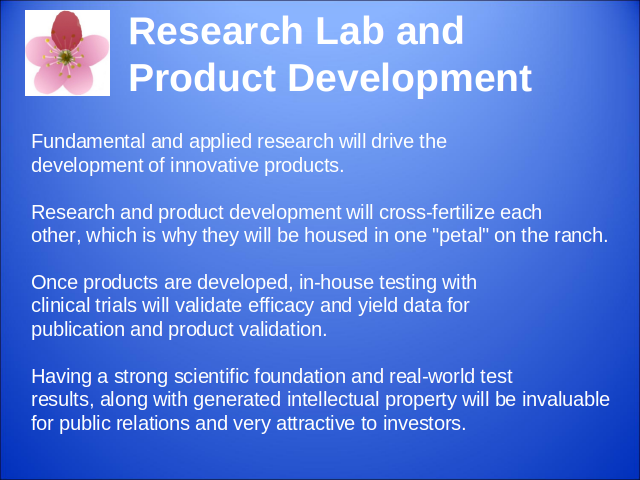 Research Lab and
Product Development
Fundamental and applied research will drive the
development of innovative products.
Research and product development will cross-fertilize each
other, which is why they will be housed in one "petal" on the ranch.
Once products are developed, in-house testing with
clinical trials will validate efficacy and yield data for
publication and product validation.
Having a strong scientific foundation and real-world test
results, along with generated intellectual property will be invaluable
for public relations and very attractive to investors.